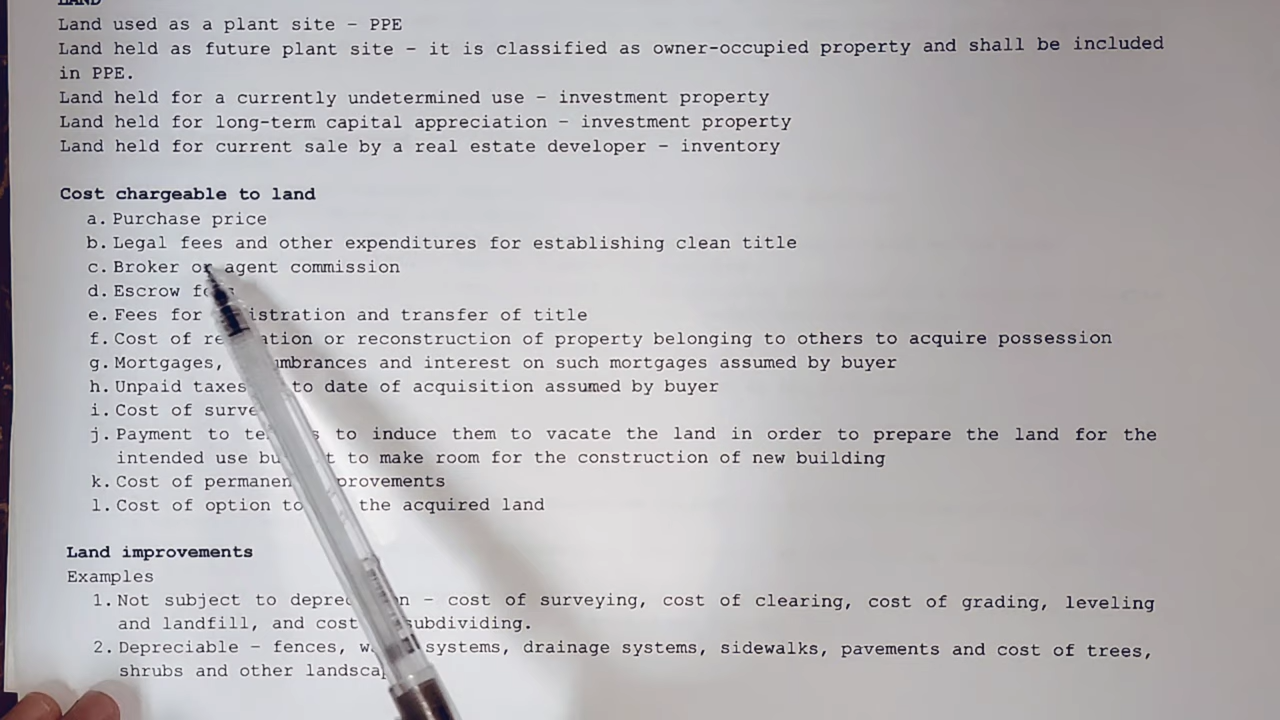 LAND
Land used as a plant site – PPE
Land held as future plant site – it is classified as owner-occupied property and shall be included
in PPE.
Land held for a currently undetermined use – investment property
Land held for long-term capital appreciation – investment property
Land held for current sale by a real estate developer – inventory
Cost chargeable to land
a. Purchase price
b. Legal fees and other expenditures for establishing clean title
c. Broker or agent commission
d. Escrow
e. Fees for and transfer of title
f. Cost of or reconstruction of property belonging to others to acquire possession
g. Mortgages, and interest on such mortgages assumed by buyer
h. Unpaid taxes to date of acquisition assumed by buyer
i. Cost of
j. Payment to to induce them to vacate the land in order to prepare the land for the
intended use to make room for the construction of new building
k. Cost of
l. Cost of option to the acquired land
Land improvements
Examples
1. Not subject to – cost of surveying, cost of clearing, cost of grading, leveling
and landfill, and cost subdividing.
2. Depreciable – fences, systems, drainage systems, sidewalks, pavements and cost of trees,
shrubs and other